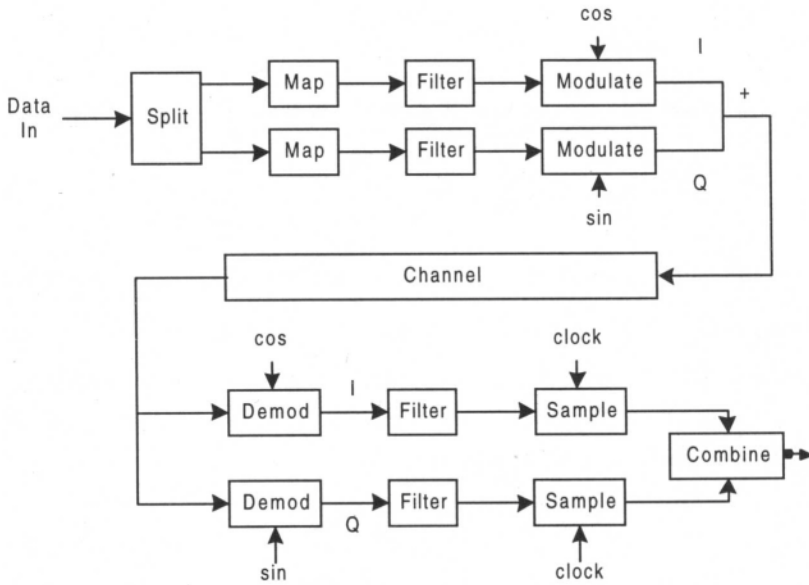 cos
I
Data
In
Split
Map
Filter
Modulate
+
Map
Filter
Modulate
Q
sin
Channel
cos
clock
I
Demod
Filter
Sample
Combine
Demod
Filter
Sample
Q
sin
clock